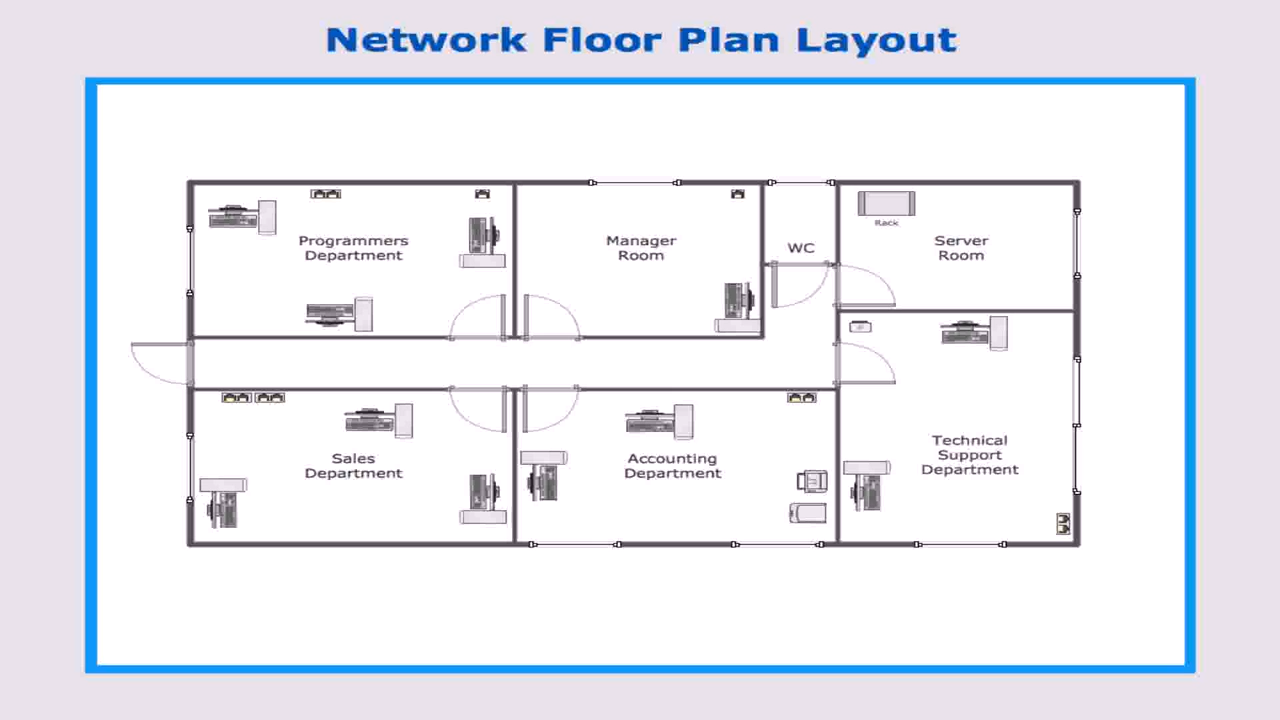 Network Floor Plan Layout
Programmers
Department
Manager
Room
WC
Rack
Server
Room
Sales
Department
Accounting
Department
Technical
Support
Department